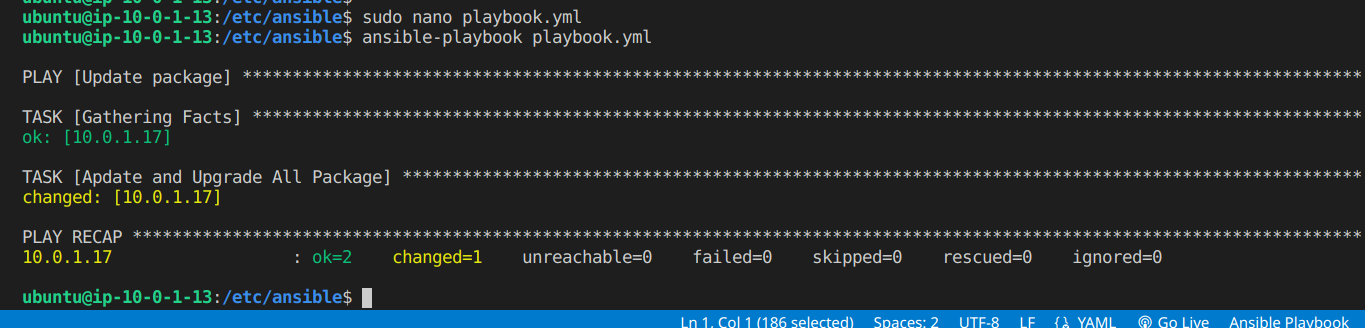 ubuntu@ip-10-0-1-13:/etc/ansible$ sudo nano playbook.yml
ubuntu@ip-10-0-1-13:/etc/ansible$ ansible-playbook playbook.yml
PLAY [Update package] ****************************************************************************************************************
TASK [Gathering Facts] ***************************************************************************************************************
ok: [10.0.1.17]
TASK [Apdate and Upgrade All Package] ************************************************************************************************
changed: [10.0.1.17]
PLAY RECAP ***************************************************************************************************************************
10.0.1.17                  : ok=2    changed=1    unreachable=0    failed=0    skipped=0    rescued=0    ignored=0
ubuntu@ip-10-0-1-13:/etc/ansible$
Ln 1, Col 1 (186 selected) Spaces: 2 UTF-8 LF YAML Go Live Ansible Playbook